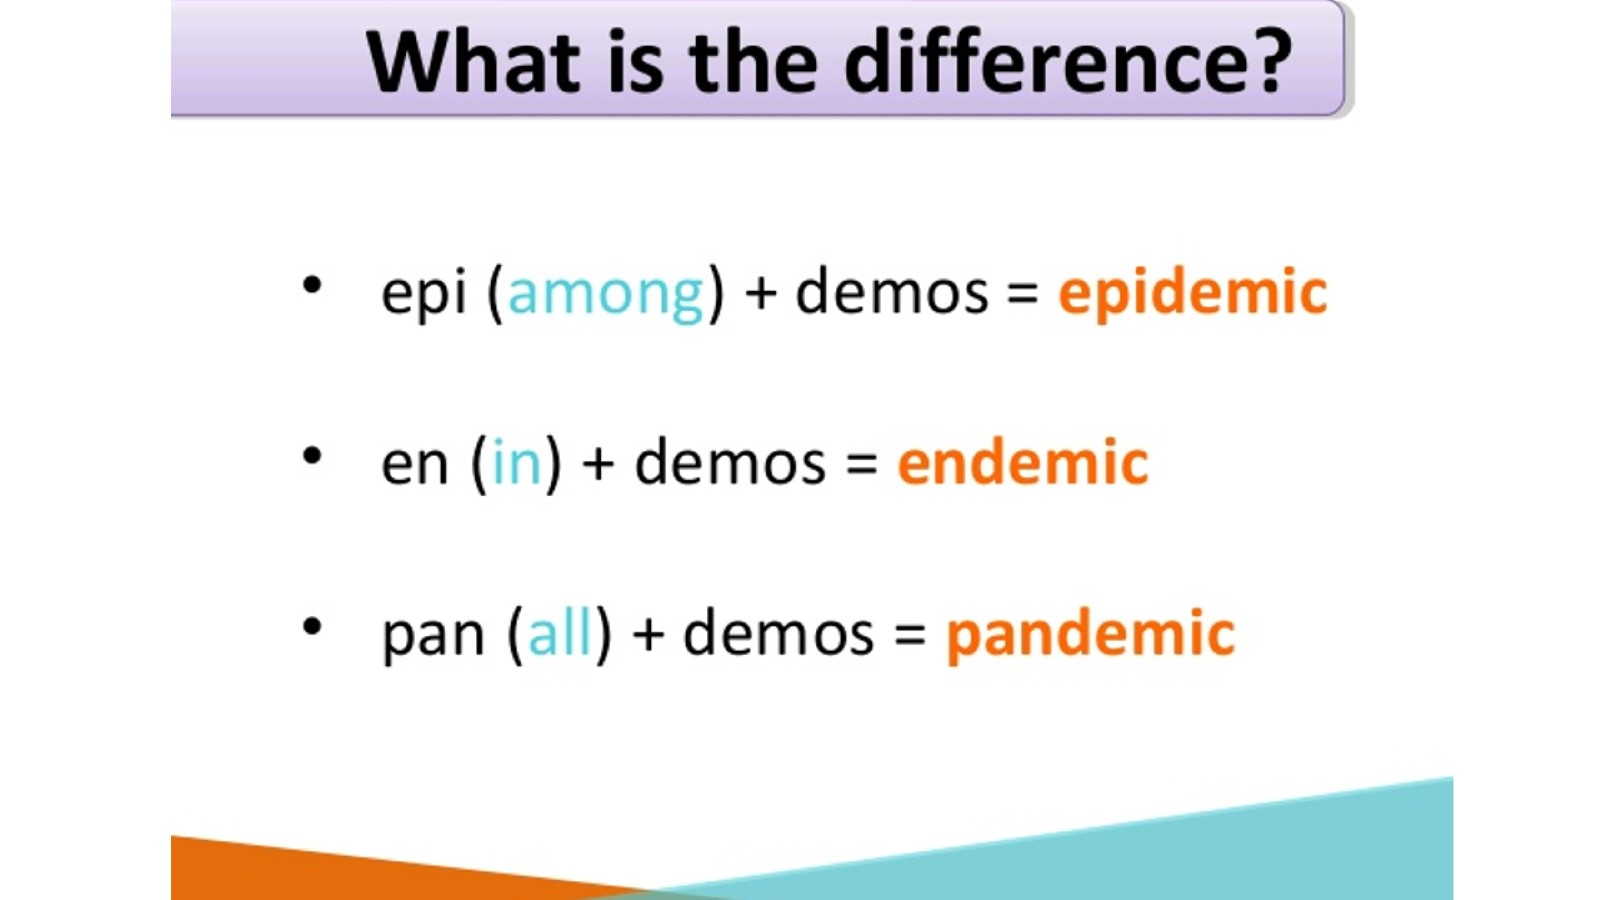 What is the difference?
• epi (among) + demos = epidemic
• en (in) + demos = endemic
• pan (all) + demos = pandemic